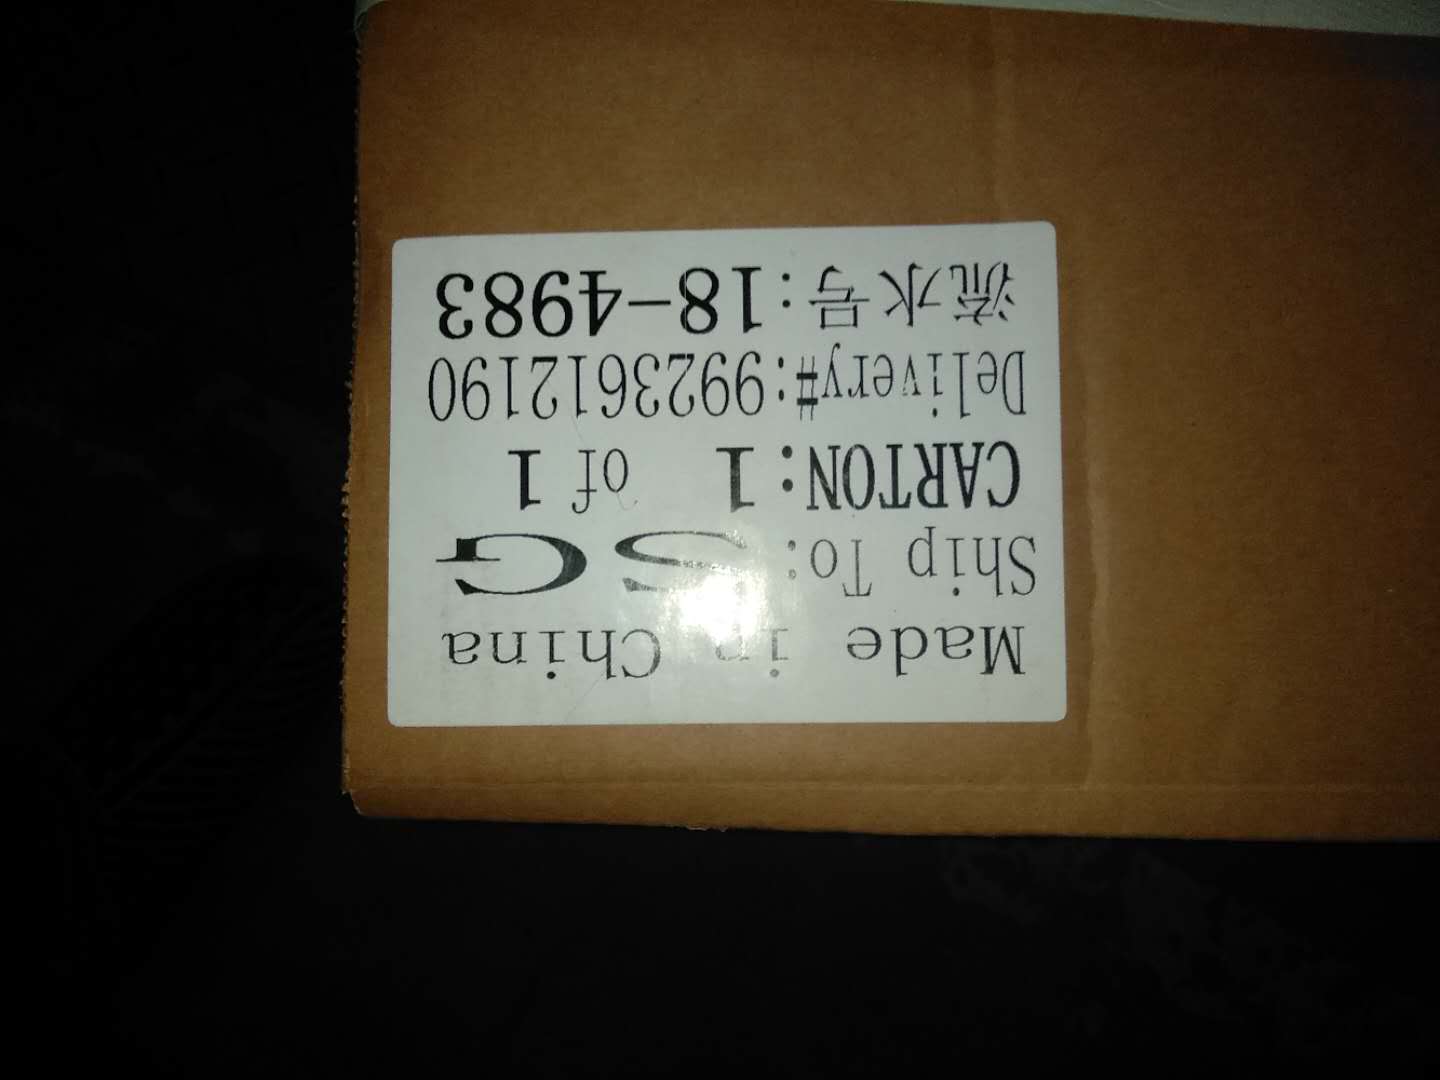 Made in China
Ship To: SG
CARTON:1 of 1
Delivery#:9923612190
流水号:18-4983